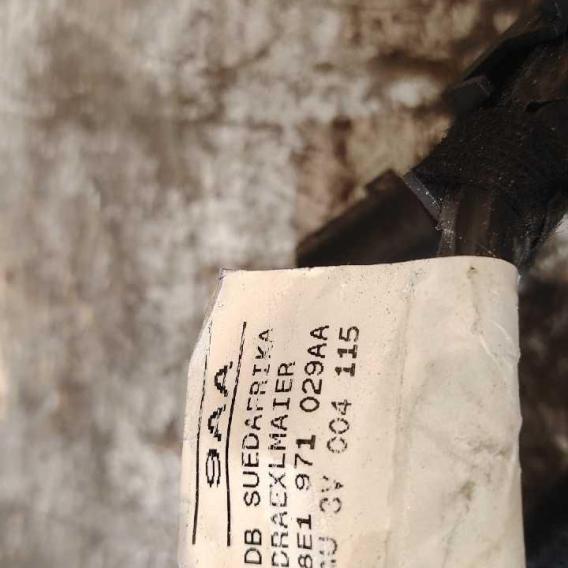 9AA
DB SUEDAFRIKA
DRAEXLMAIER
8E1 971 029AA
3V 004 115